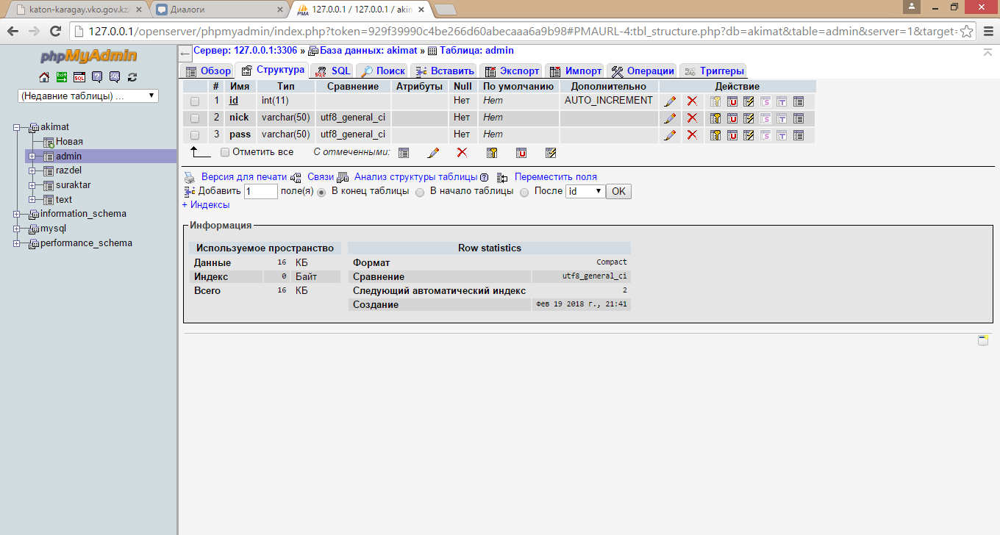 katon-karagay.vko.gov.kz/
Диалоги
127.0.0.1 / 127.0.0.1 / akim
127.0.0.1/openserver/phpmyadmin/index.php?token=929f39990c4be266d60abecaaa6a9b98#PMAURL-4:tbl_structure.php?db=akimat&table=admin&server=1&target=
phpMyAdmin
(Недавние таблицы) ...
akimat
Новая
admin
razdel
suraktar
text
information_schema
mysql
performance_schema
Сервер: 127.0.0.1:3306 » База данных: akimat » Таблица: admin
Обзор Структура SQL Поиск Вставить Экспорт Импорт Операции Триггеры
# Имя Тип Сравнение Атрибуты Null По умолчанию Дополнительно Действие
1 id int(11) Нет Нет AUTO_INCREMENT
2 nick varchar(50) utf8_general_ci Нет Нет
3 pass varchar(50) utf8_general_ci Нет Нет
Отметить все С отмеченными:
Версия для печати Связи Анализ структуры таблицы Переместить поля
Добавить 1 поле(я) В конец таблицы В начало таблицы После id OK
+ Индексы
Информация
Используемое пространство
Данные 16 КБ
Индекс 0 Байт
Всего 16 КБ
Row statistics
Формат Compact
Сравнение utf8_general_ci
Следующий автоматический индекс 2
Создание Фев 19 2018 г., 21:41